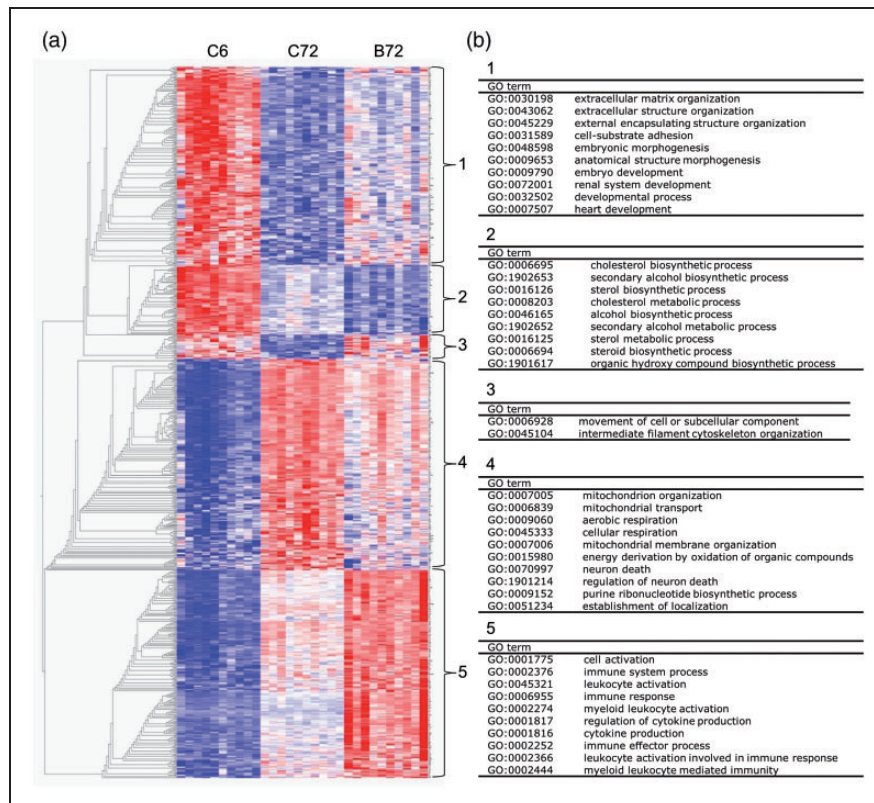 (a)
C6 C72 B72
1
2
3
4
5
(b)
1
GO term
GO:0030198 extracellular matrix organization
GO:0043062 extracellular structure organization
GO:0045229 external encapsulating structure organization
GO:0031589 cell-substrate adhesion
GO:0048598 embryonic morphogenesis
GO:0009653 anatomical structure morphogenesis
GO:0009790 embryo development
GO:0072001 renal system development
GO:0032502 developmental process
GO:0007507 heart development
2
GO term
GO:0006695 cholesterol biosynthetic process
GO:1902653 secondary alcohol biosynthetic process
GO:0016126 sterol biosynthetic process
GO:0008203 cholesterol metabolic process
GO:0046165 alcohol biosynthetic process
GO:1902652 secondary alcohol metabolic process
GO:0016125 sterol metabolic process
GO:0006694 steroid biosynthetic process
GO:1901617 organic hydroxy compound biosynthetic process
3
GO term
GO:0006928 movement of cell or subcellular component
GO:0045104 intermediate filament cytoskeleton organization
4
GO term
GO:0007005 mitochondrion organization
GO:0006839 mitochondrial transport
GO:0009060 aerobic respiration
GO:0045333 cellular respiration
GO:0007006 mitochondrial membrane organization
GO:0015980 energy derivation by oxidation of organic compounds
GO:0070997 neuron death
GO:1901214 regulation of neuron death
GO:0009152 purine ribonucleotide biosynthetic process
GO:0051234 establishment of localization
5
GO term
GO:0001775 cell activation
GO:0002376 immune system process
GO:0045321 leukocyte activation
GO:0006955 immune response
GO:0002274 myeloid leukocyte activation
GO:0001817 regulation of cytokine production
GO:0001816 cytokine production
GO:0002252 immune effector process
GO:0002366 leukocyte activation involved in immune response
GO:0002444 myeloid leukocyte mediated immunity